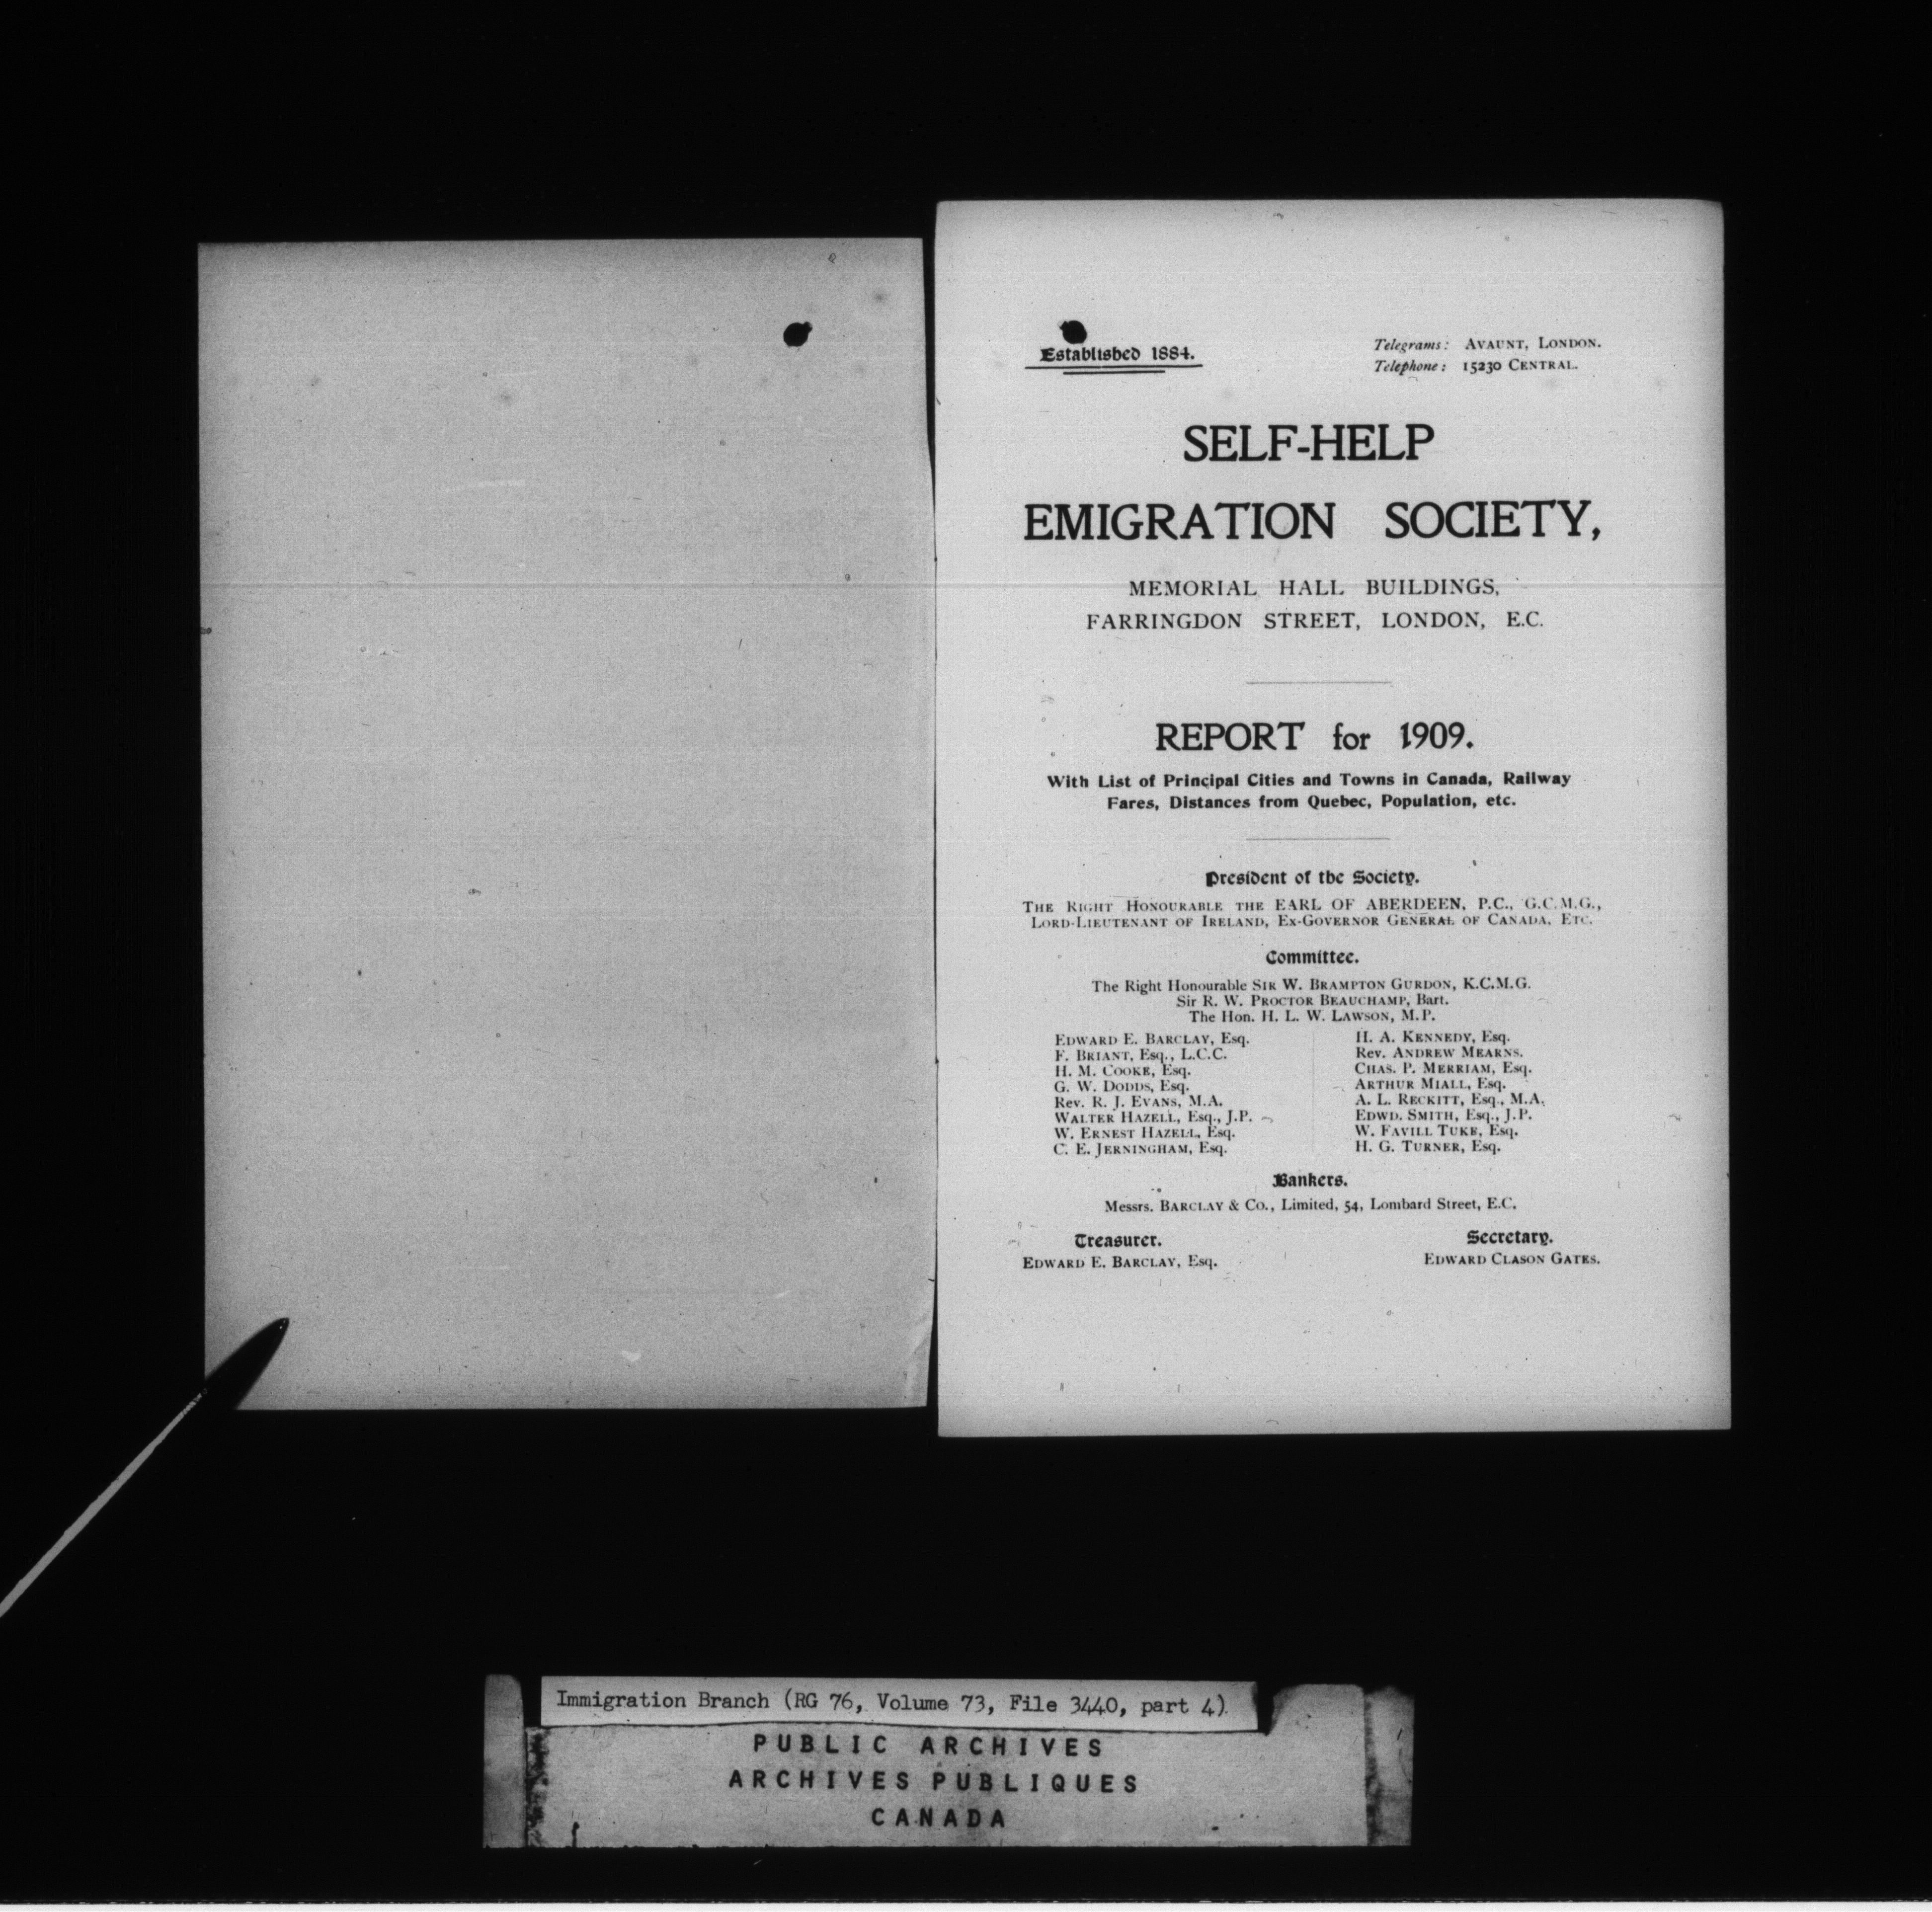 Established 1884.
Telegrams: AVAUNT, LONDON.
Telephone: 15230 CENTRAL.
SELF-HELP
EMIGRATION SOCIETY,
MEMORIAL HALL BUILDINGS,
FARRINGDON STREET, LONDON, E.C.
REPORT for 1909.
With List of Principal Cities and Towns in Canada, Railway
Fares, Distances from Quebec, Population, etc.
President of the Society.
THE RIGHT HONOURABLE THE EARL OF ABERDEEN, P.C., G.C.M.G.,
LORD-LIEUTENANT OF IRELAND, EX-GOVERNOR GENERAL OF CANADA, ETC.
Committee.
The Right Honourable SIR W. BRAMPTON GURDON, K.C.M.G.
Sir R. W. PROCTOR BEAUCHAMP, Bart.
The Hon. H. L. W. LAWSON, M.P.
EDWARD E. BARCLAY, Esq.
F. BRIANT, Esq., L.C.C.
H. M. COOKE, Esq.
G. W. DODDS, Esq.
Rev. R. J. EVANS, M.A.
WALTER HAZELL, Esq., J.P.
W. ERNEST HAZELL, Esq.
C. E. JERNINGHAM, Esq.
H. A. KENNEDY, Esq.
Rev. ANDREW MEARNS.
CHAS. P. MERRIAM, Esq.
ARTHUR MIALL, Esq.
A. L. RECKITT, Esq., M.A.
EDWD. SMITH, Esq., J.P.
W. FAVILL TUKE, Esq.
H. G. TURNER, Esq.
Bankers.
Messrs. BARCLAY & CO., Limited, 54, Lombard Street, E.C.
Treasurer.
EDWARD E. BARCLAY, Esq.
Secretary.
EDWARD CLASON GATES.
Immigration Branch (RG 76, Volume 73, File 3440, part 4)
PUBLIC ARCHIVES
ARCHIVES PUBLIQUES
CANADA